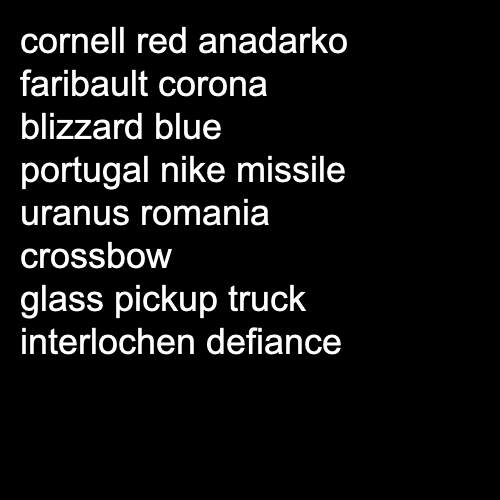 cornell red anadarko
faribault corona
blizzard blue
portugal nike missile
uranus romania
crossbow
glass pickup truck
interlochen defiance